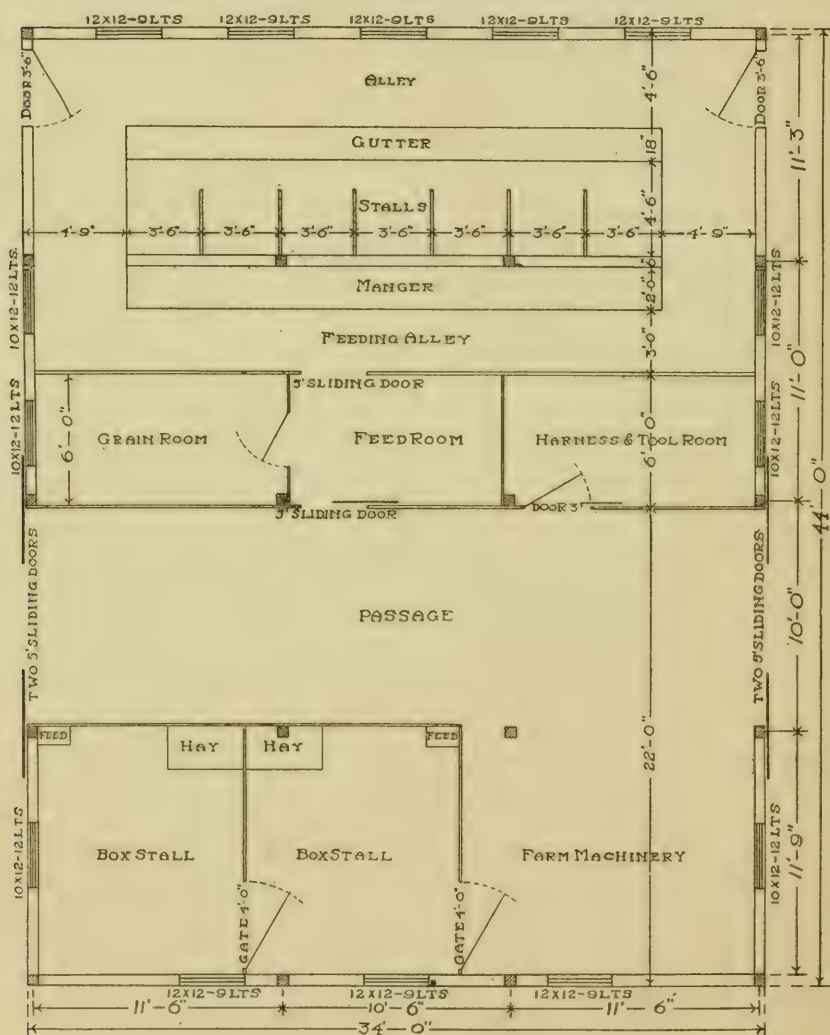 12X12-9LTS 12X12-9LTS 12X12-9LT6 12X12-9LT9 12X12-9LTS
DOOR 3'-6"
ALLEY
DOOR 3'-6"
4'-6"
11'-3"
GUTTER
18"
STALLS
4'-6"
4'-9" 3'-6" 3'-6" 3'-6" 3'-6" 3'-6" 3'-6" 3'-6" 4'-9"
6"
MANGER
2'-0"
10X12-12LTS.
10X12-12LTS
FEEDING ALLEY
3'-0"
5' SLIDING DOOR
11'-0"
10X12-12LTS
6'-0"
GRAIN ROOM
FEED ROOM
HARNESS & TOOL ROOM
6'-0"
10X12-12LTS
3' SLIDING DOOR
DOOR 3'
44'-0"
TWO 5' SLIDING DOORS
PASSAGE
TWO 5' SLIDING DOORS
10'-0"
FEED
HAY
HAY
FEED
22'-0"
BOX STALL
BOX STALL
FARM MACHINERY
10X12-12LTS
10X12-12LTS
11'-9"
GATE 4'-0"
GATE 4'-0"
12X12-9LTS 12X12-9LTS 12X12-9LTS
11'-6" 10'-6" 11'-6"
34'-0"